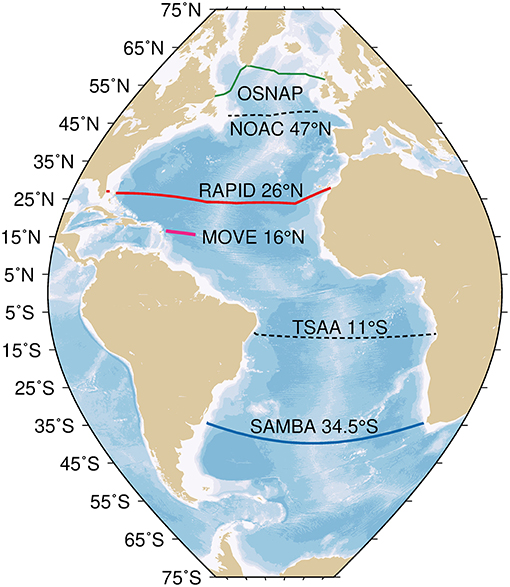 75°N
65°N
55°N
OSNAP
45°N
NOAC 47°N
35°N
25°N
RAPID 26°N
15°N
MOVE 16°N
5°N
5°S
TSAA 11°S
15°S
25°S
35°S
SAMBA 34.5°S
45°S
55°S
65°S
75°S